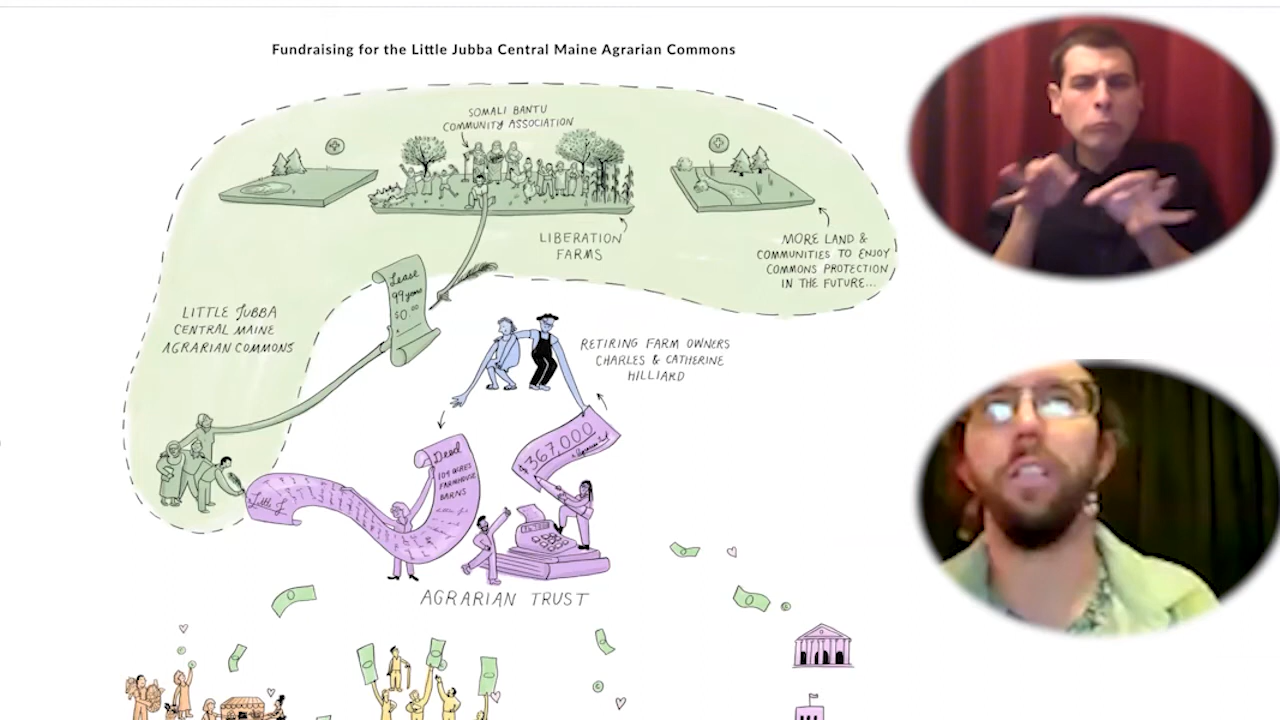 Fundraising for the Little Jubba Central Maine Agrarian Commons
SOMALI BANTU
COMMUNITY ASSOCIATION
LIBERATION
FARMS
MORE LAND &
COMMUNITIES TO ENJOY
COMMONS PROTECTION
IN THE FUTURE...
Lease
99 years
$0.00
LITTLE JUBBA
CENTRAL MAINE
AGRARIAN COMMONS
RETIRING FARM OWNERS
CHARLES & CATHERINE
HILLIARD
367,000
Deed
ACRES
FARMHOUSE
BARNS
Little J
AGRARIAN TRUST